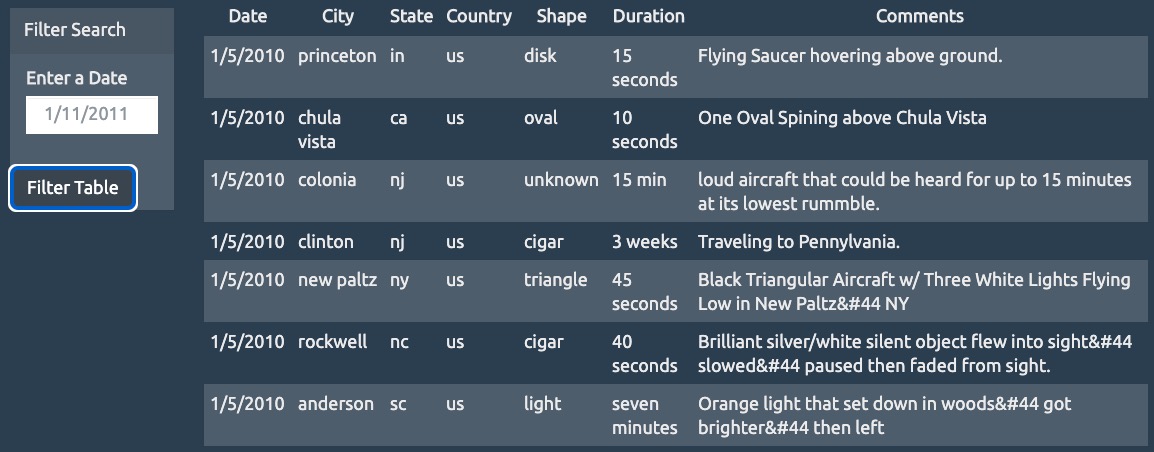 Filter Search
Enter a Date
1/11/2011
Filter Table
Date City State Country Shape Duration Comments
1/5/2010 princeton in us disk 15 seconds Flying Saucer hovering above ground.
1/5/2010 chula vista ca us oval 10 seconds One Oval Spining above Chula Vista
1/5/2010 colonia nj us unknown 15 min loud aircraft that could be heard for up to 15 minutes
at its lowest rummble.
1/5/2010 clinton nj us cigar 3 weeks Traveling to Pennylvania.
1/5/2010 new paltz ny us triangle 45 seconds Black Triangular Aircraft w/ Three White Lights Flying
Low in New Paltz&#44 NY
1/5/2010 rockwell nc us cigar 40 seconds Brilliant silver/white silent object flew into sight&#44
slowed&#44 paused then faded from sight.
1/5/2010 anderson sc us light seven minutes Orange light that set down in woods&#44 got
brighter&#44 then left